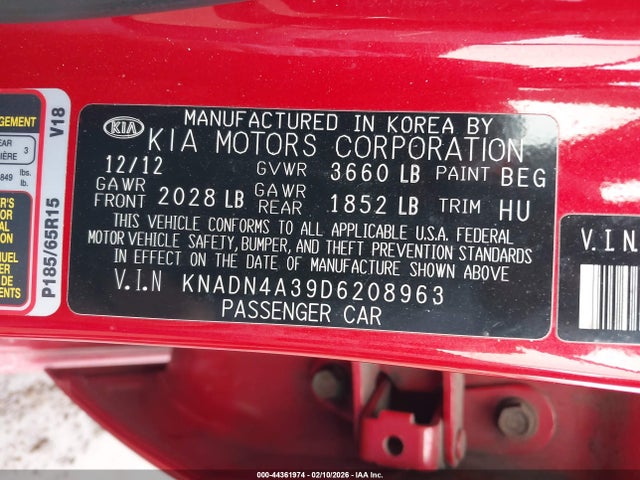 KIA
MANUFACTURED IN KOREA BY
KIA MOTORS CORPORATION
12/12 GVWR 3660 LB PAINT BEG
GAWR FRONT 2028 LB GAWR REAR 1852 LB TRIM HU
THIS VEHICLE CONFORMS TO ALL APPLICABLE U.S.A. FEDERAL
MOTOR VEHICLE SAFETY, BUMPER, AND THEFT PREVENTION STANDARDS
IN EFFECT ON THE DATE OF MANUFACTURE SHOWN ABOVE
V.I.N KNADN4A39D6208963
PASSENGER CAR
P185/65R15 V18
3
849 lbs.
V.I.N
000-44361974 - 02/10/2026 - IAA Inc.